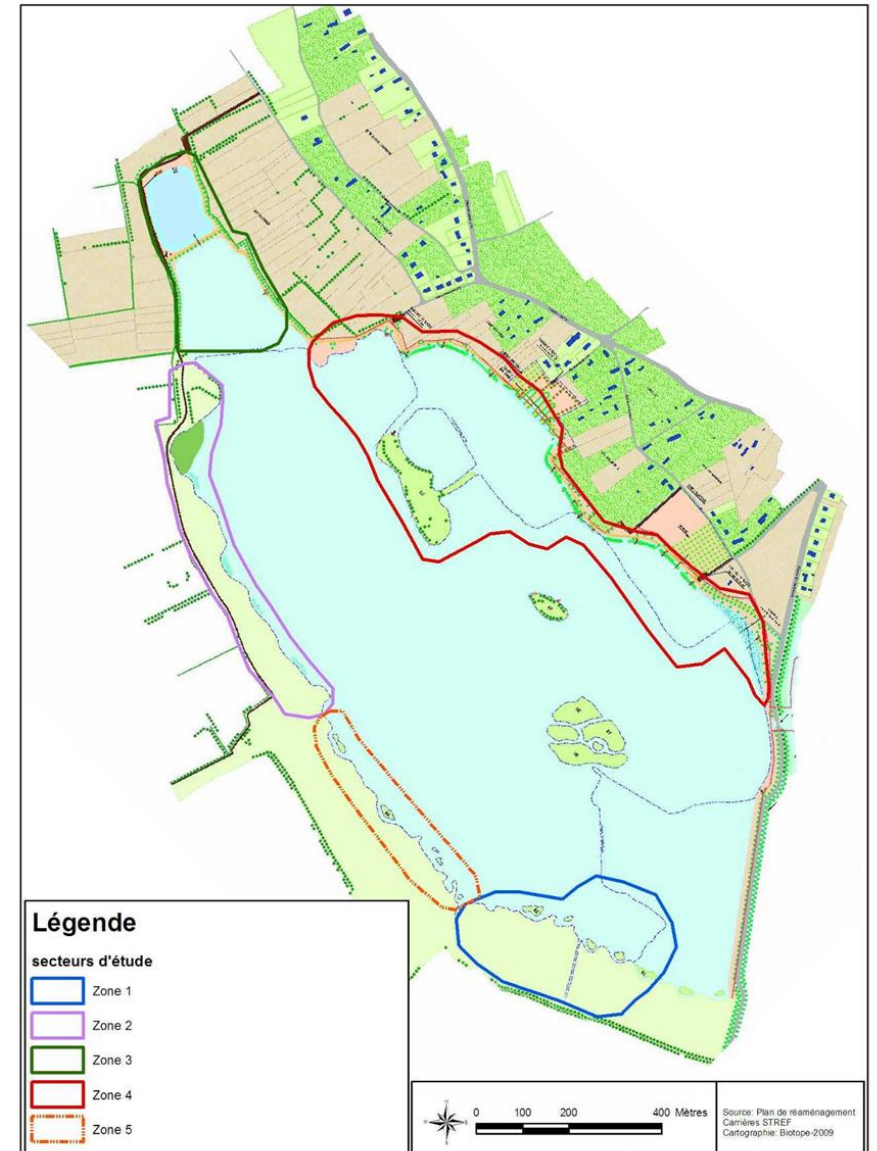 Légende
secteurs d'étude
Zone 1
Zone 2
Zone 3
Zone 4
Zone 5
0 100 200 400 Mètres
Source: Plan de réaménagement
Carrières STREF
Cartographie: Biotope-2009